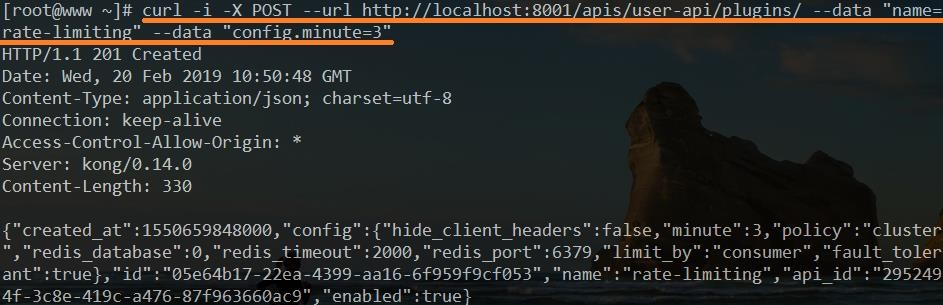 [root@www ~]# curl -i -X POST --url http://localhost:8001/apis/user-api/plugins/ --data "name=
rate-limiting" --data "config.minute=3"
HTTP/1.1 201 Created
Date: Wed, 20 Feb 2019 10:50:48 GMT
Content-Type: application/json; charset=utf-8
Connection: keep-alive
Access-Control-Allow-Origin: *
Server: kong/0.14.0
Content-Length: 330

{"created_at":1550659848000,"config":{"hide_client_headers":false,"minute":3,"policy":"cluster
","redis_database":0,"redis_timeout":2000,"redis_port":6379,"limit_by":"consumer","fault_toler
ant":true},"id":"05e64b17-22ea-4399-aa16-6f959f9cf053","name":"rate-limiting","api_id":"295249
4f-3c8e-419c-a476-87f963660ac9","enabled":true}